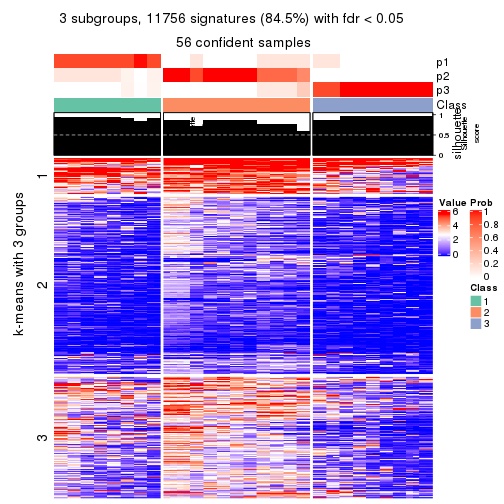 3 subgroups, 11756 signatures (84.5%) with fdr < 0.05
56 confident samples
p1
p2
p3
Class
silhouette
1
0.5
0
Silhouette
score
k-means with 3 groups
1
2
3
Value
6
4
2
0
Prob
1
0.8
0.6
0.4
0.2
0
Class
1
2
3